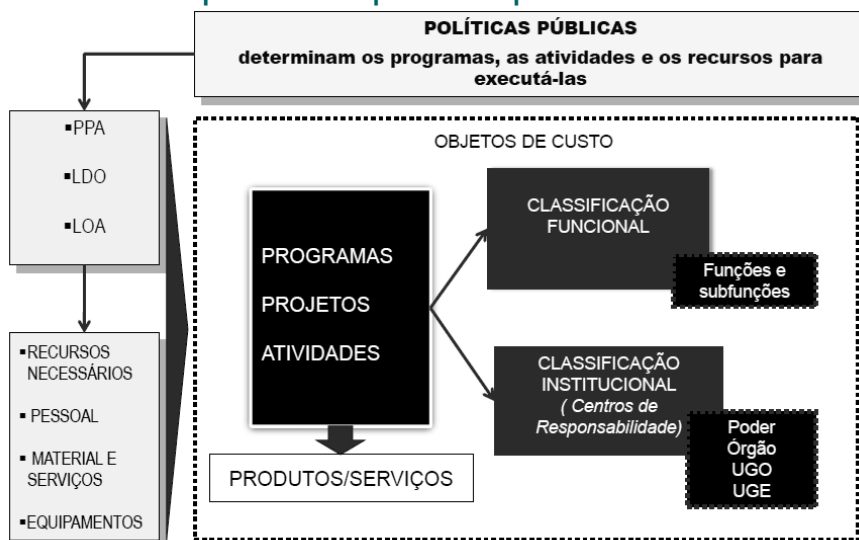 POLÍTICAS PÚBLICAS
determinam os programas, as atividades e os recursos para
executá-las
▪PPA
▪LDO
▪LOA
▪RECURSOS
NECESSÁRIOS
▪ PESSOAL
▪ MATERIAL E
SERVIÇOS
▪EQUIPAMENTOS
OBJETOS DE CUSTO
PROGRAMAS
PROJETOS
ATIVIDADES
PRODUTOS/SERVIÇOS
CLASSIFICAÇÃO
FUNCIONAL
Funções e
subfunções
CLASSIFICAÇÃO
INSTITUCIONAL
( Centros de
Responsabilidade)
Poder
Órgão
UGO
UGE